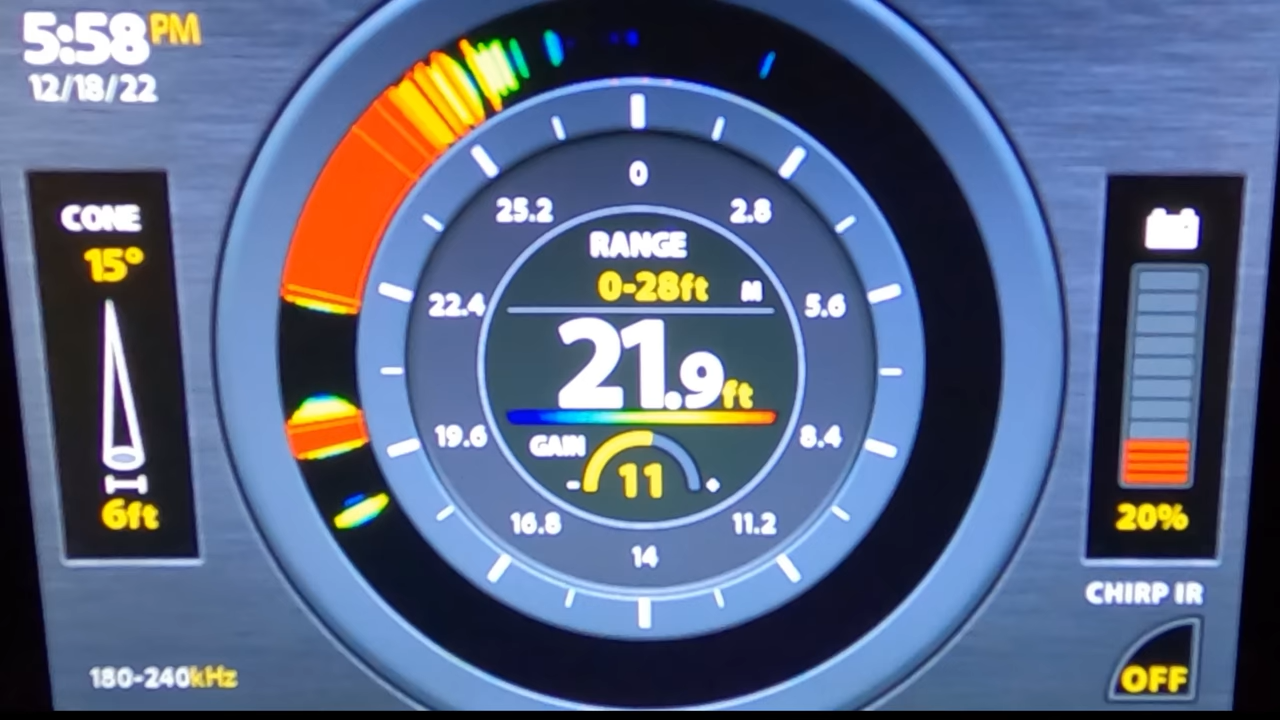 5:58PM
12/18/22
CONE
15°
6ft
180-240kHz
0
2.8
5.6
8.4
11.2
14
16.8
19.6
22.4
25.2
RANGE
0-28ft M
21.9ft
GAIN
- 11 +
20%
CHIRP IR
OFF